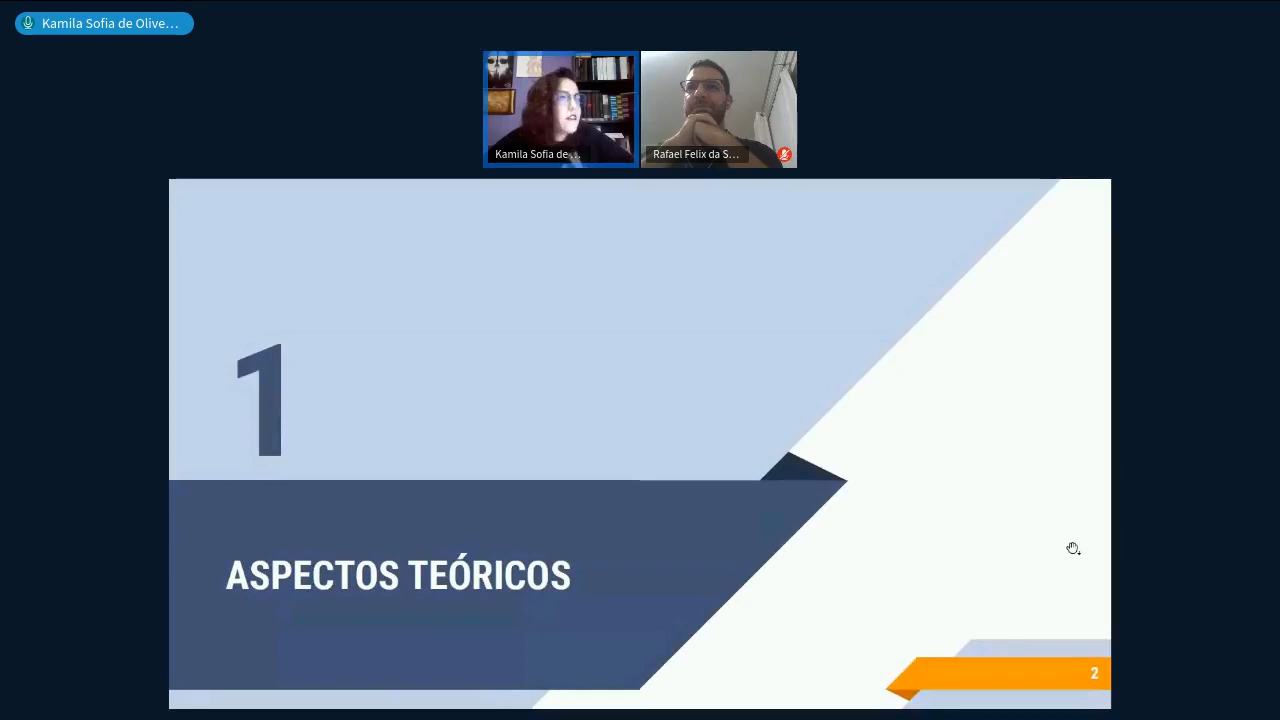 Kamila Sofia de Olive...
Kamila Sofia de ...
Rafael Felix da S...
1
ASPECTOS TEÓRICOS
2